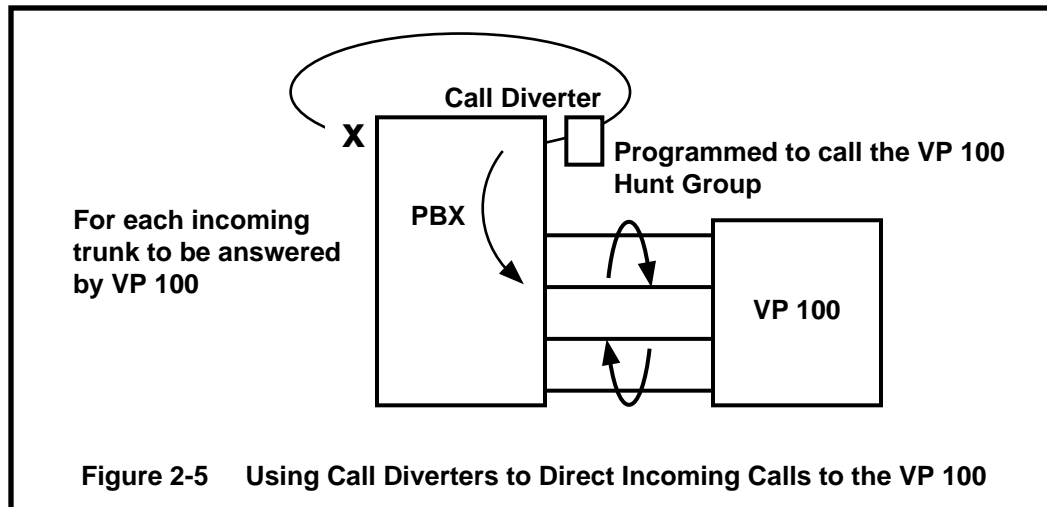 Call Diverter
X
Programmed to call the VP 100
Hunt Group
PBX
For each incoming
trunk to be answered
by VP 100
VP 100
Figure 2-5 Using Call Diverters to Direct Incoming Calls to the VP 100